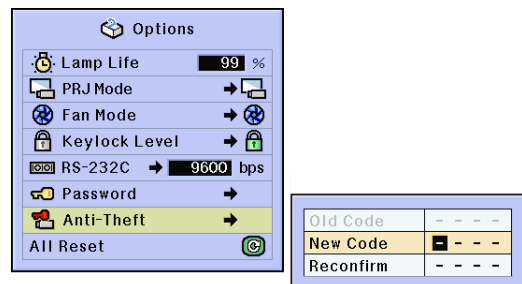 Options
Lamp Life 99 %
PRJ Mode
Fan Mode
Keylock Level
RS-232C 9600 bps
Password
Anti-Theft
All Reset
Old Code - - - -
New Code - - - -
Reconfirm - - - -